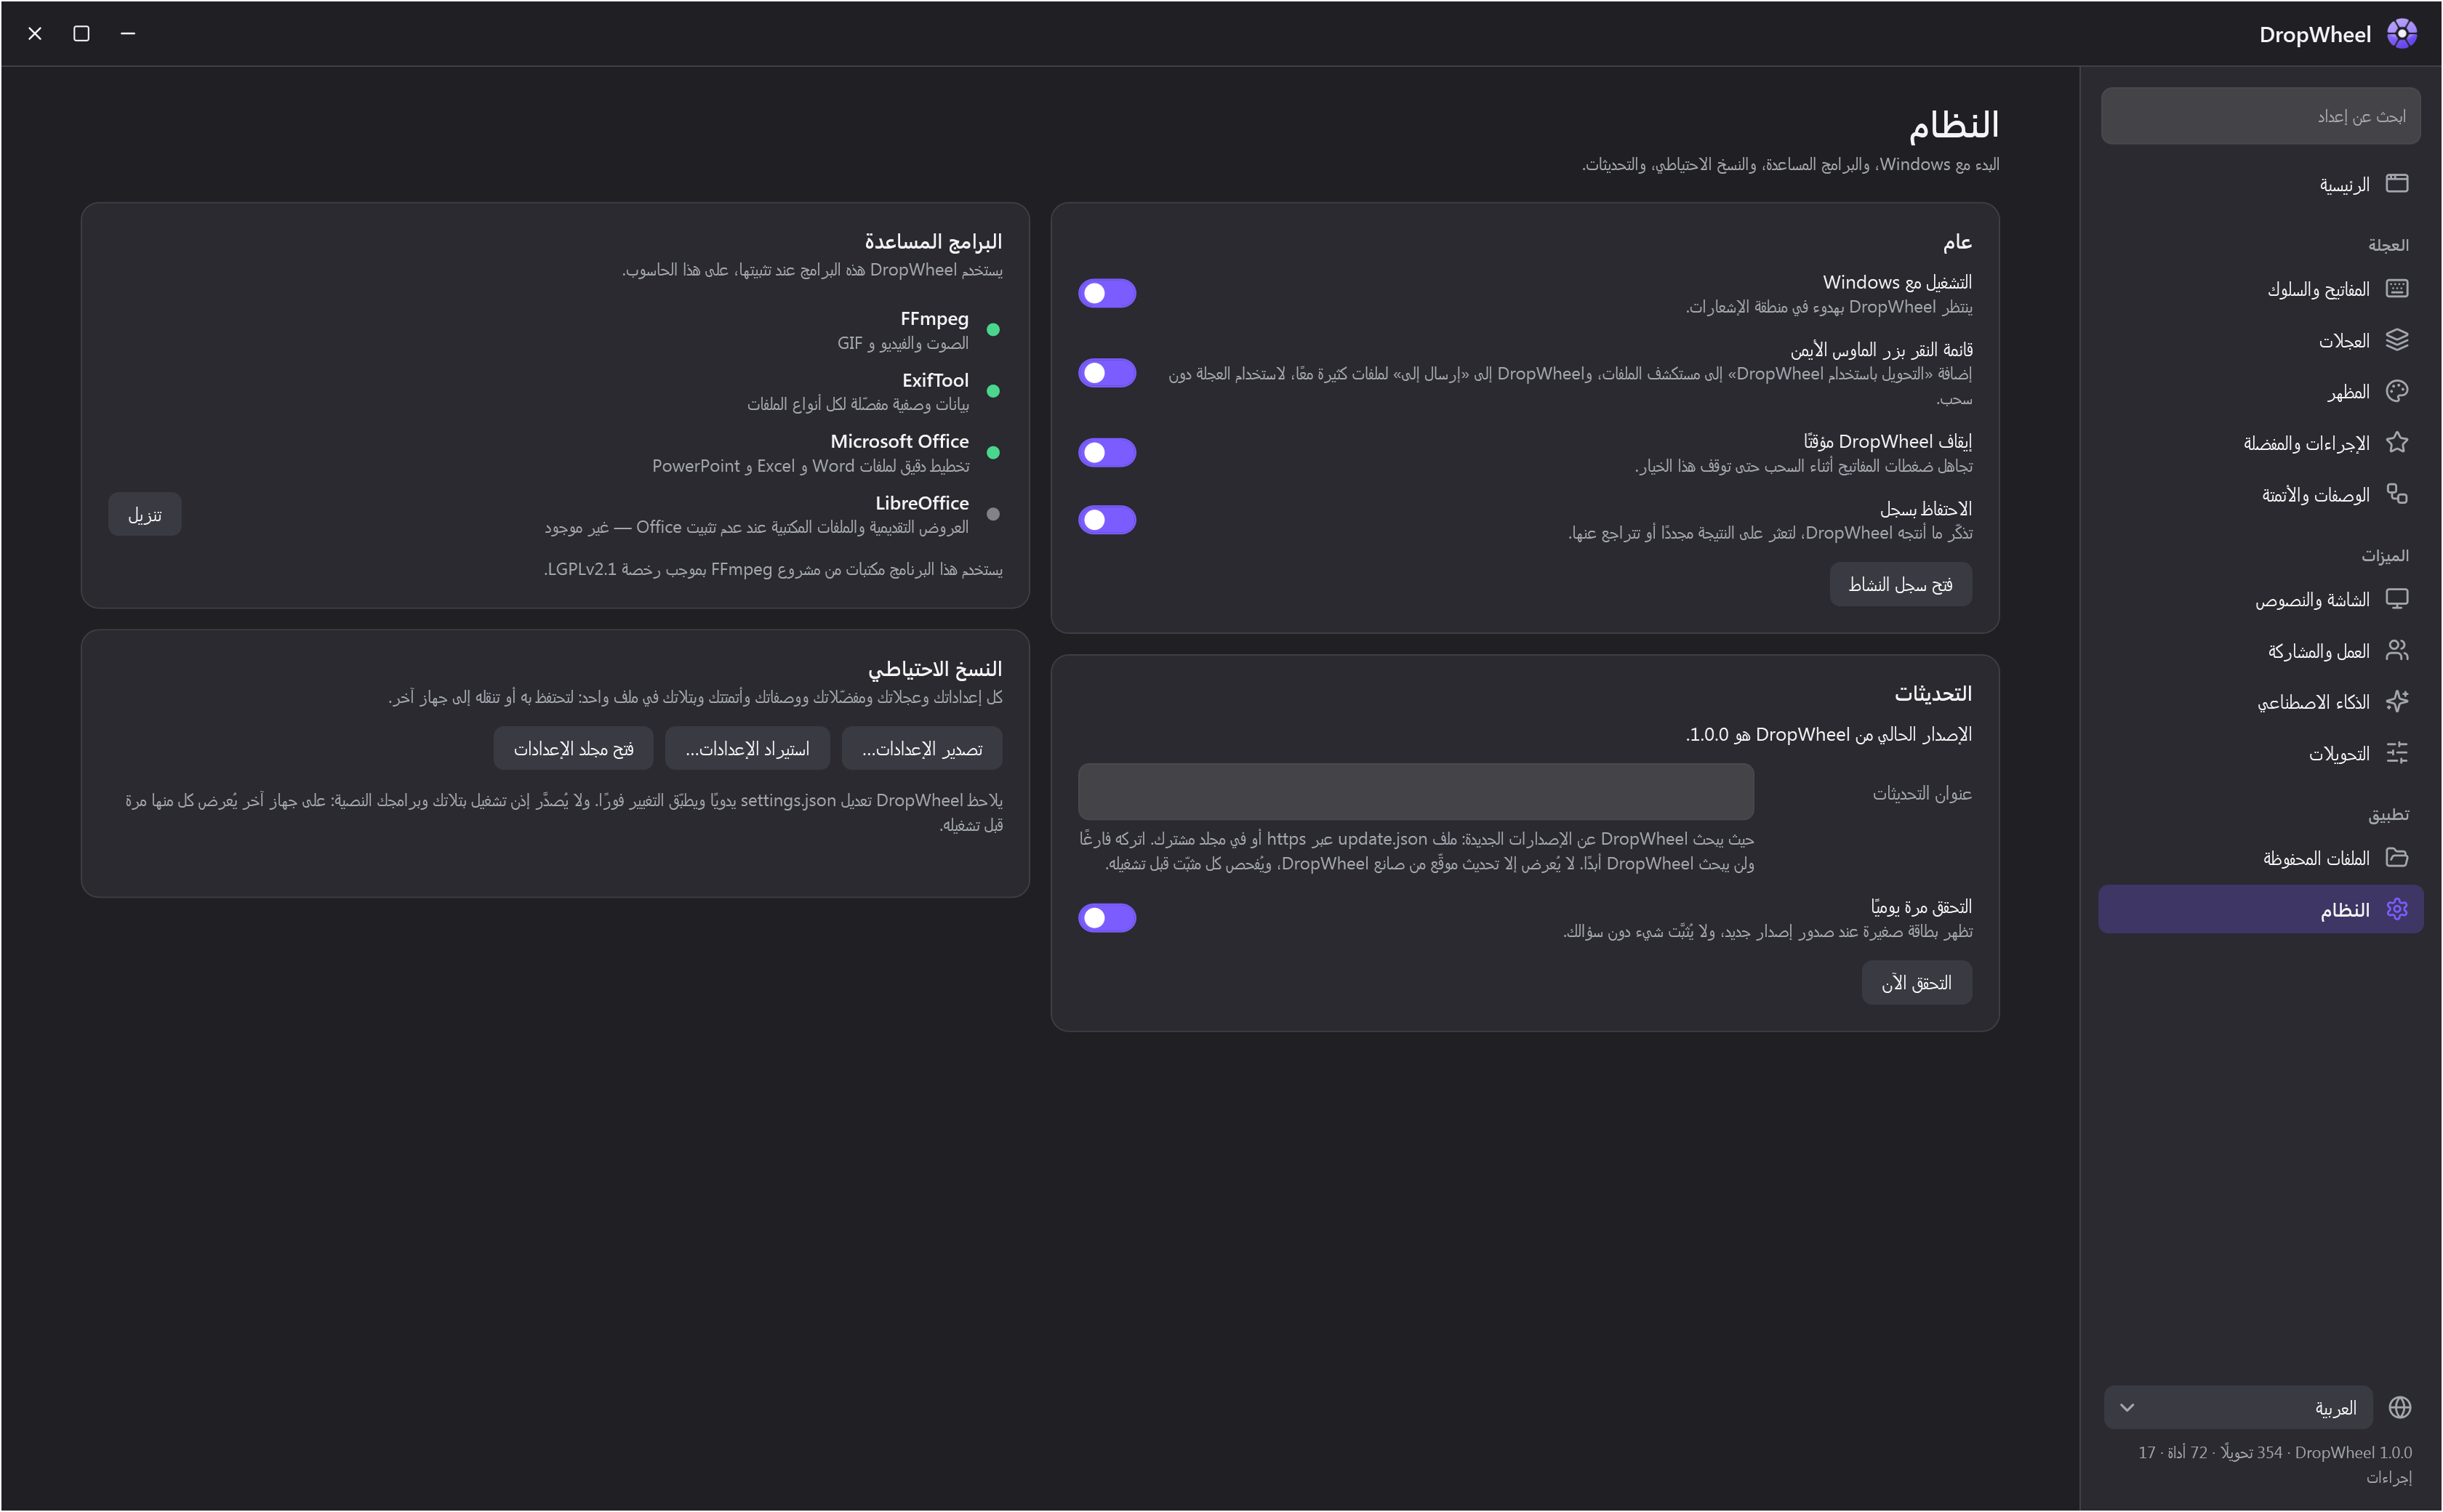 DropWheel
ابحث عن إعداد
الرئيسية
العجلة
المفاتيح والسلوك
العجلات
المظهر
الإجراءات والمفضلة
الوصفات والأتمتة
الميزات
الشاشة والنصوص
العمل والمشاركة
الذكاء الاصطناعي
التحويلات
تطبيق
الملفات المحفوظة
النظام
العربية
DropWheel 1.0.0 · 354 تحويلًا · 72 أداة · 17
إجراءات
النظام
البدء مع Windows، والبرامج المساعدة، والنسخ الاحتياطي، والتحديثات.
عام
التشغيل مع Windows
ينتظر DropWheel بهدوء في منطقة الإشعارات.
قائمة النقر بزر الماوس الأيمن
إضافة «التحويل باستخدام DropWheel» إلى مستكشف الملفات، وDropWheel إلى «إرسال إلى» لملفات كثيرة معًا، لاستخدام العجلة دون
سحب.
إيقاف DropWheel مؤقتًا
تجاهل ضغطات المفاتيح أثناء السحب حتى توقف هذا الخيار.
الاحتفاظ بسجل
تذكّر ما أنتجه DropWheel، لتعثر على النتيجة مجددًا أو تتراجع عنها.
فتح سجل النشاط
التحديثات
الإصدار الحالي من DropWheel هو 1.0.0.
عنوان التحديثات
حيث يبحث DropWheel عن الإصدارات الجديدة: ملف update.json عبر https أو في مجلد مشترك. اتركه فارغًا
ولن يبحث DropWheel أبدًا. لا يُعرض إلا تحديث موقّع من صانع DropWheel، ويُفحص كل مثبّت قبل تشغيله.
التحقق مرة يوميًا
تظهر بطاقة صغيرة عند صدور إصدار جديد، ولا يُثبَّت شيء دون سؤالك.
التحقق الآن
البرامج المساعدة
يستخدم DropWheel هذه البرامج عند تثبيتها، على هذا الحاسوب.
FFmpeg
الصوت والفيديو و GIF
ExifTool
بيانات وصفية مفصّلة لكل أنواع الملفات
Microsoft Office
تخطيط دقيق لملفات Word و Excel و PowerPoint
LibreOffice
العروض التقديمية والملفات المكتبية عند عدم تثبيت Office — غير موجود
تنزيل
يستخدم هذا البرنامج مكتبات من مشروع FFmpeg بموجب رخصة LGPLv2.1.
النسخ الاحتياطي
كل إعداداتك وعجلاتك ومفضّلاتك ووصفاتك وأتمتتك وبتلاتك في ملف واحد: لتحتفظ به أو تنقله إلى جهاز آخر.
تصدير الإعدادات...
استيراد الإعدادات...
فتح مجلد الإعدادات
يلاحظ DropWheel تعديل settings.json يدويًا ويطبّق التغيير فورًا. ولا يُصدَّر إذن تشغيل بتلاتك وبرامجك النصية: على جهاز آخر يُعرض كل منها مرة
قبل تشغيله.